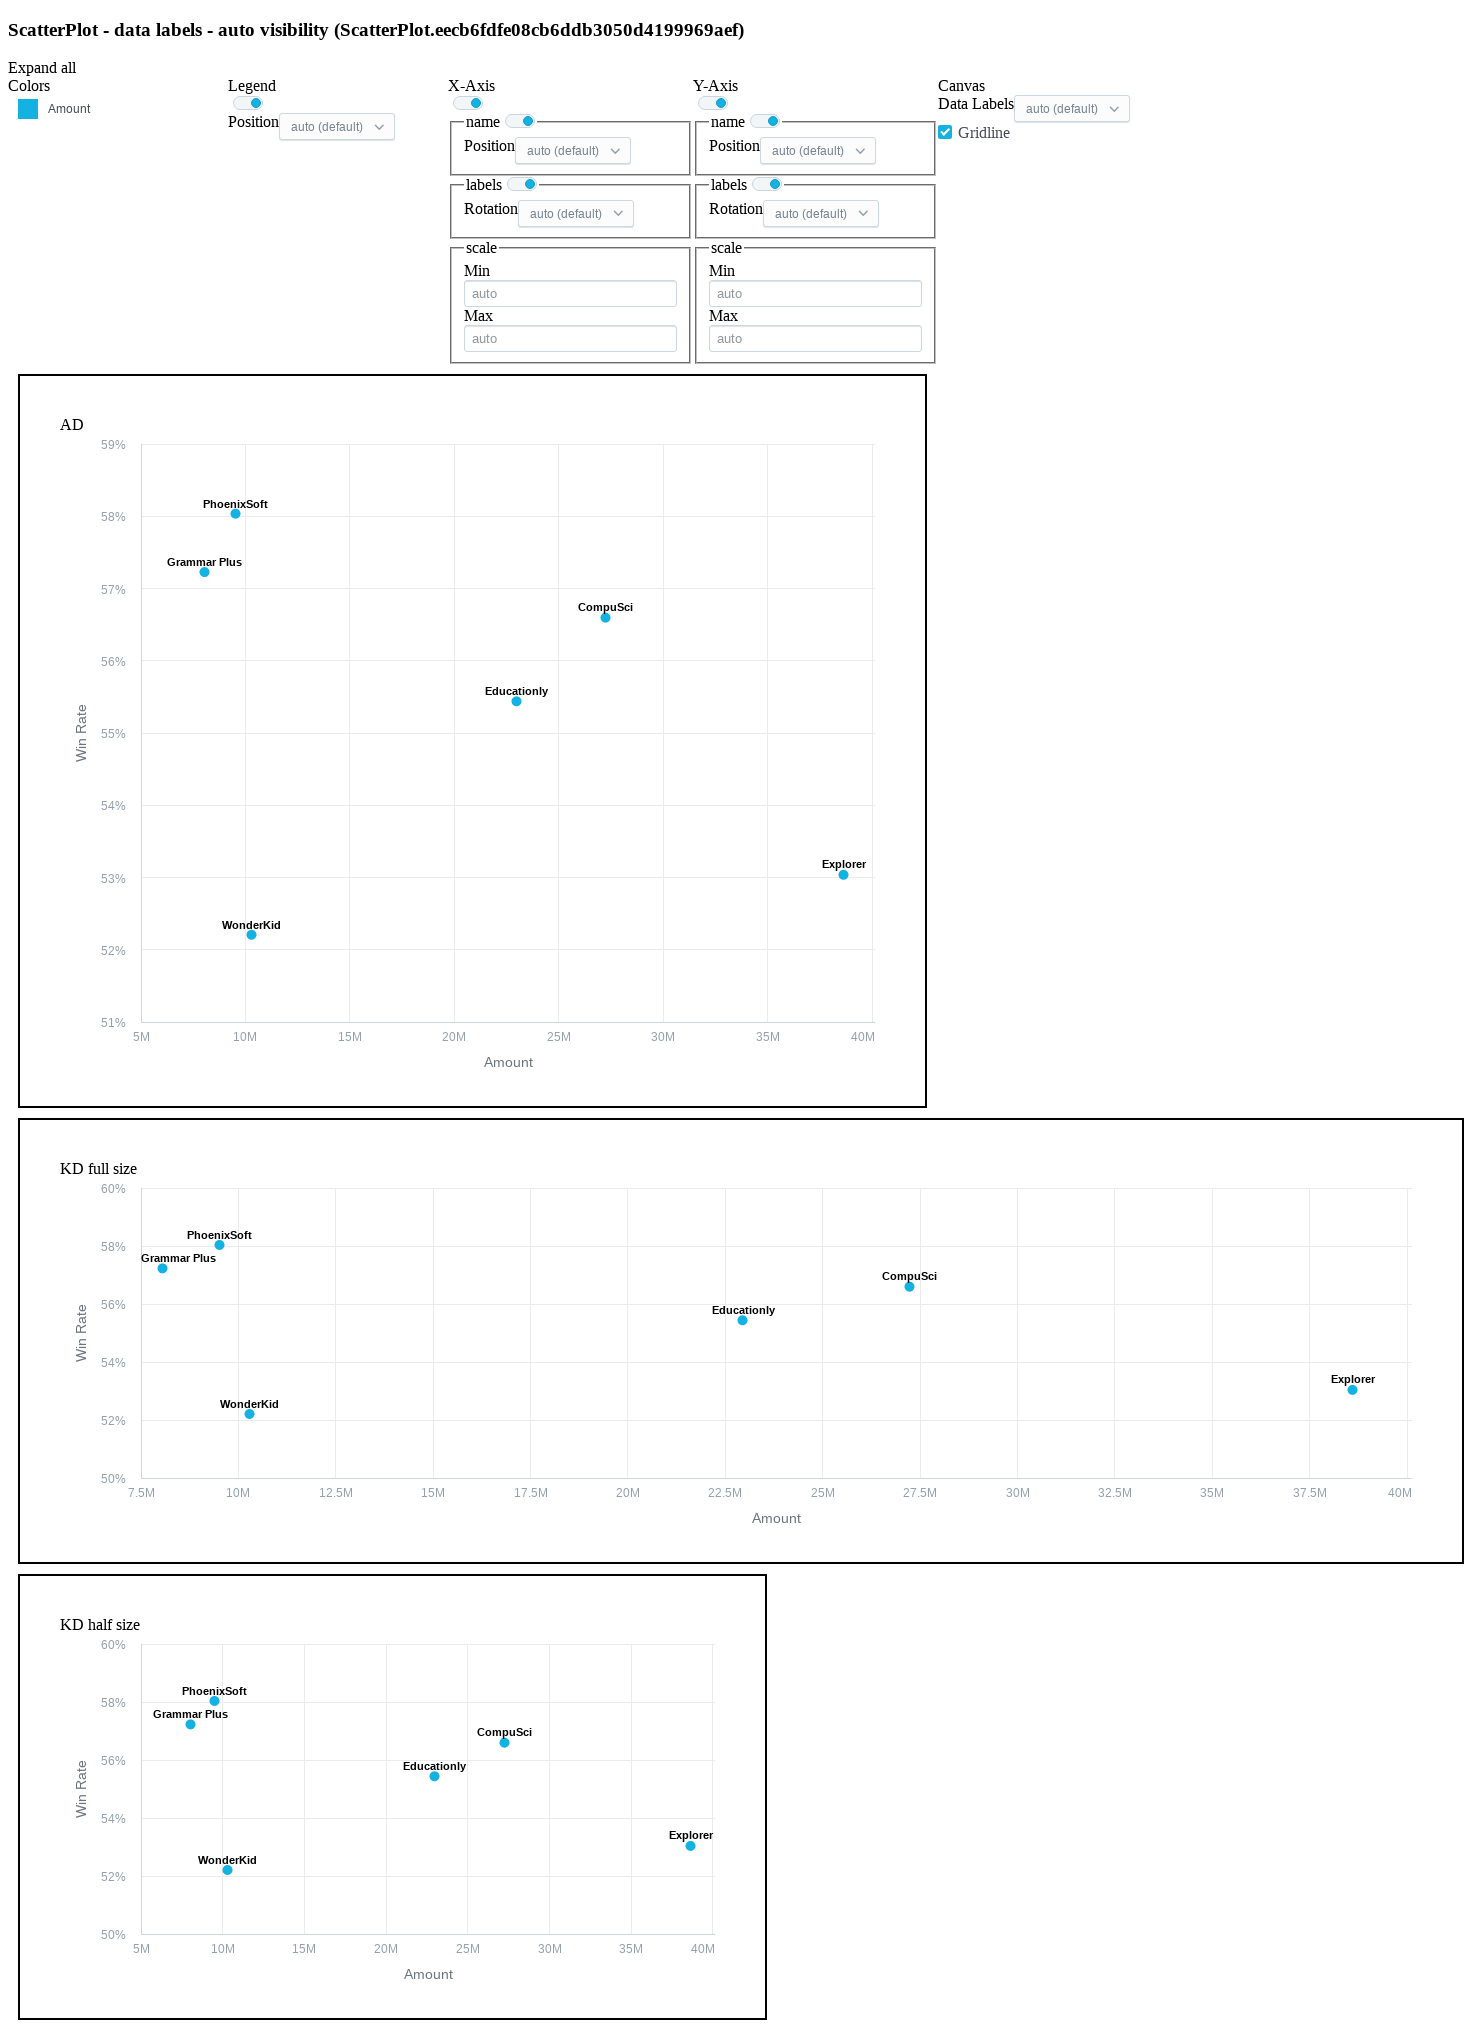 ScatterPlot - data labels - auto visibility (ScatterPlot.eecb6fdfe08cb6ddb3050d4199969aef)
Expand all
Colors
Amount
Legend
Position auto (default)
X-Axis
name
Position auto (default)
labels
Rotation auto (default)
scale
Min
auto
Max
auto
Y-Axis
name
Position auto (default)
labels
Rotation auto (default)
scale
Min
auto
Max
auto
Canvas
Data Labels auto (default)
Gridline
AD
59%
PhoenixSoft
58%
Grammar Plus
57%
CompuSci
56%
Educationly
Win Rate
55%
54%
Explorer
53%
WonderKid
52%
51%
5M 10M 15M 20M 25M 30M 35M 40M
Amount
KD full size
60%
PhoenixSoft
58%
Grammar Plus
CompuSci
56%
Educationly
Win Rate
54%
Explorer
WonderKid
52%
50%
7.5M 10M 12.5M 15M 17.5M 20M 22.5M 25M 27.5M 30M 32.5M 35M 37.5M 40M
Amount
KD half size
60%
PhoenixSoft
58%
Grammar Plus
CompuSci
56%
Educationly
Win Rate
54%
Explorer
WonderKid
52%
50%
5M 10M 15M 20M 25M 30M 35M 40M
Amount